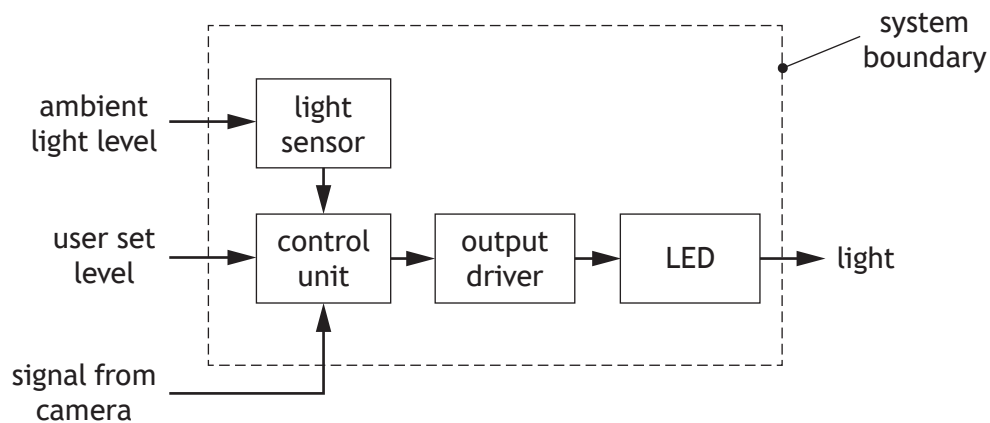 system
boundary
ambient
light level
light
sensor
user set
level
control
unit
output
driver
LED
light
signal from
camera